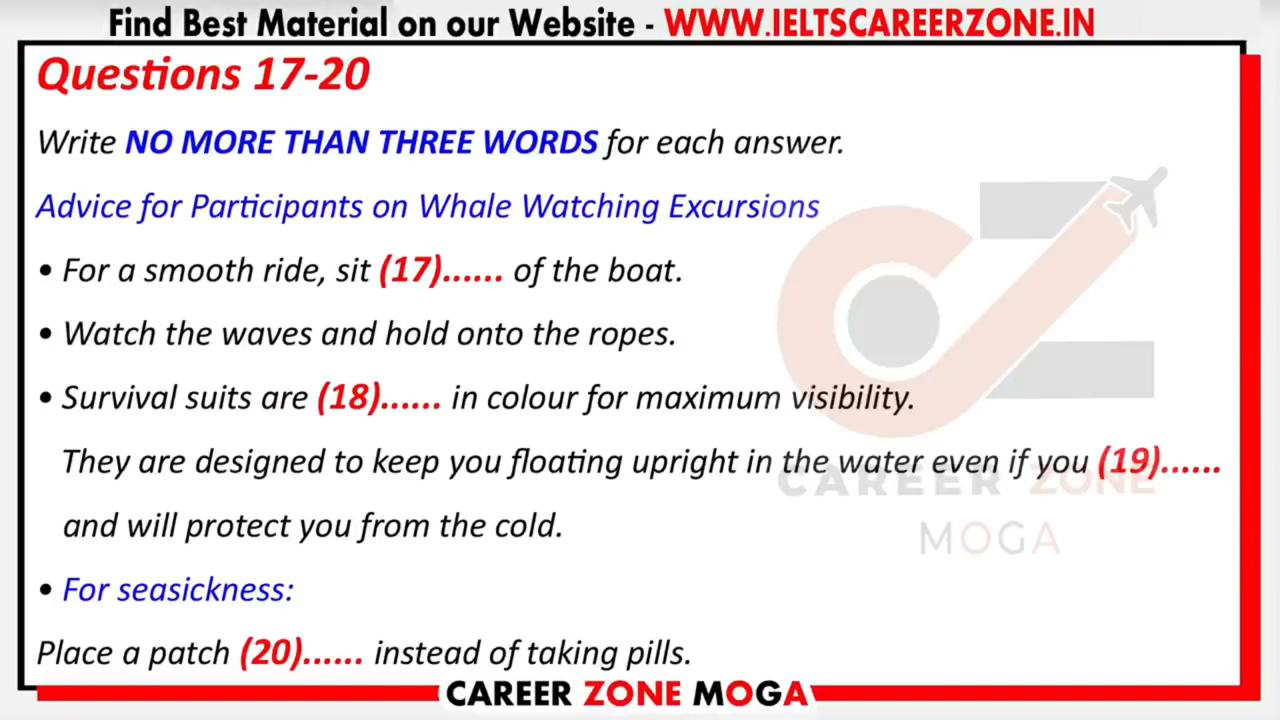 Find Best Material on our Website - WWW.IELTSCAREERZONE.IN
Questions 17-20
Write NO MORE THAN THREE WORDS for each answer.
Advice for Participants on Whale Watching Excursions
• For a smooth ride, sit (17)...... of the boat.
• Watch the waves and hold onto the ropes.
• Survival suits are (18)...... in colour for maximum visibility.
They are designed to keep you floating upright in the water even if you (19)......
CAREER ZONE
and will protect you from the cold.
MOGA
• For seasickness:
Place a patch (20)...... instead of taking pills.
CAREER ZONE MOGA